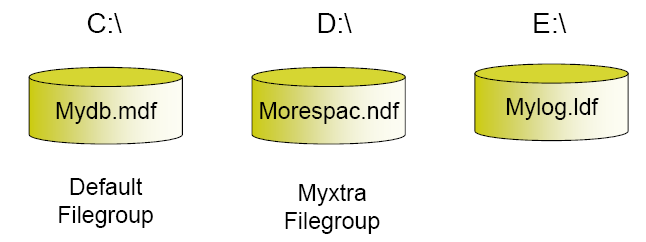 C:\
D:\
E:\
Mydb.mdf
Morespac.ndf
Mylog.ldf
Default
Filegroup
Myxtra
Filegroup